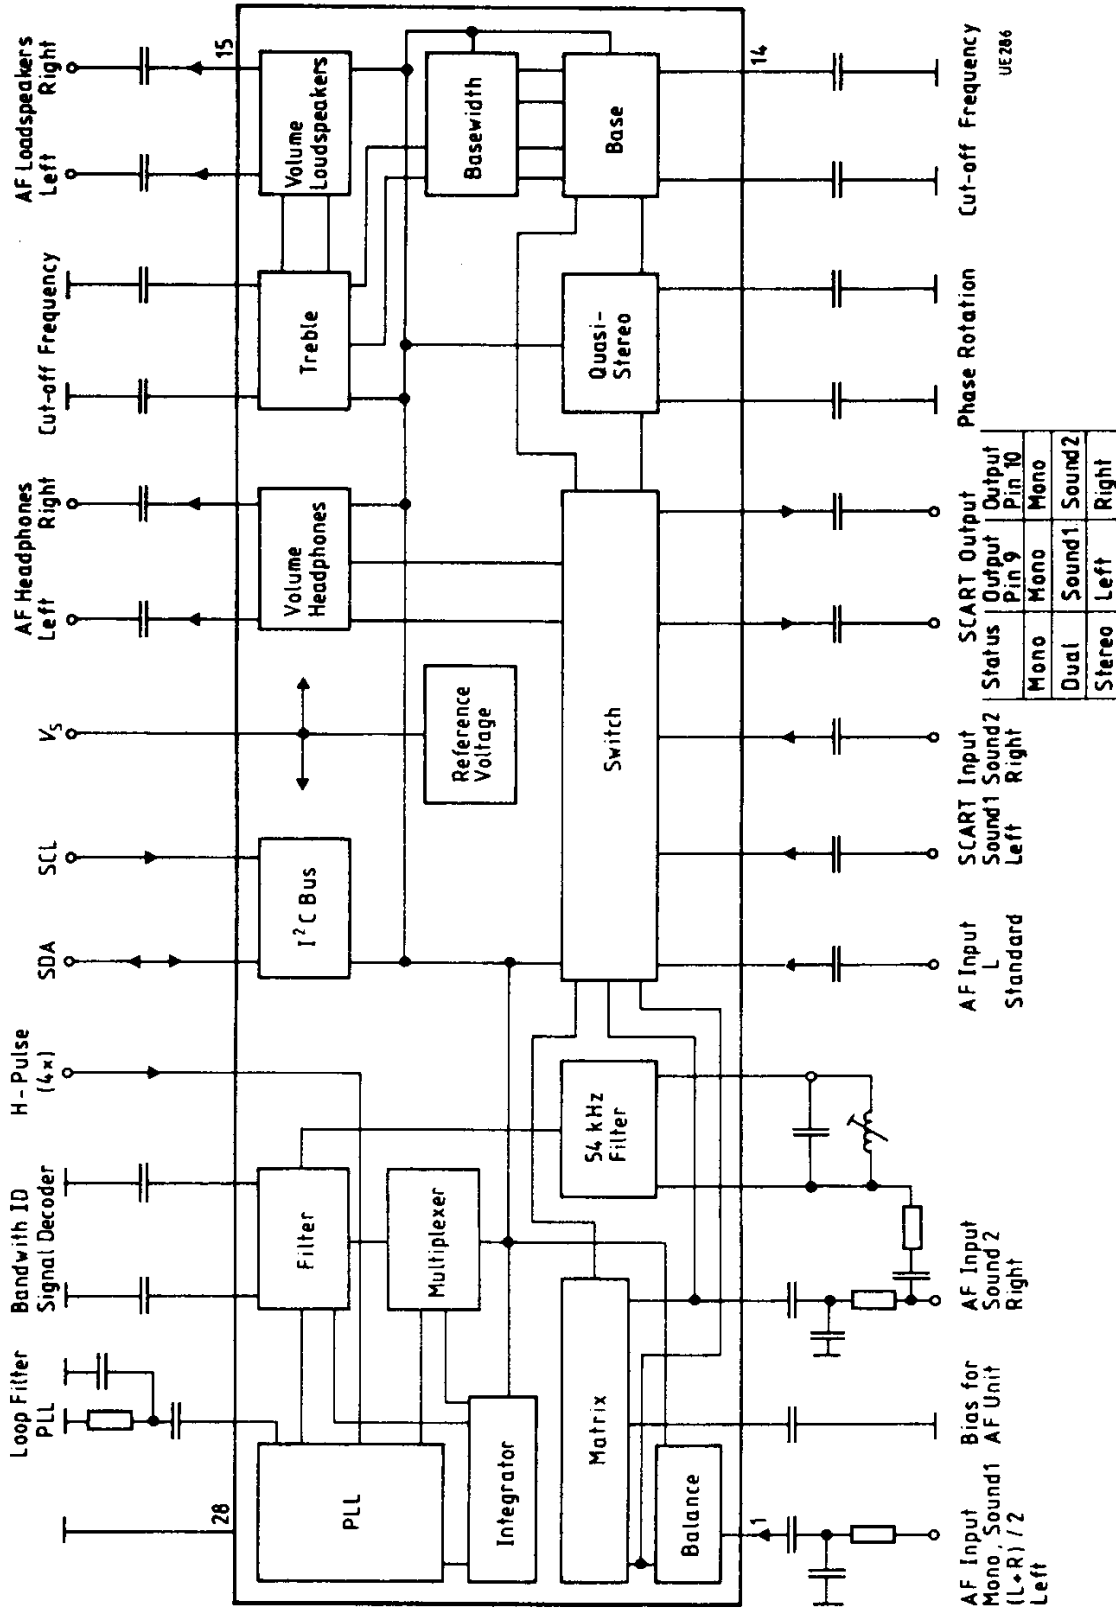 Loop Filter
PLL
Bandwith ID
Signal Decoder
H-Pulse
(4x)
SDA
SCL
Vs
AF Headphones
Left Right
Cut-off Frequency
AF Loadspeakers
Left Right
28
15
PLL
Filter
Multiplexer
Integrator
I²C Bus
Reference
Voltage
Volume
Headphones
Treble
Volume
Loudspeakers
Basewidth
Matrix
Balance
54 kHz
Filter
Switch
Quasi-
Stereo
Base
1
14
AF Input
Mono, Sound1
(L+R) / 2
Left
Bias for
AF Unit
AF Input
Sound 2
Right
AF Input
L
Standard
SCART Input
Sound1 Sound2
Left Right
SCART Output
Status Output Output
Pin 9 Pin 10
Mono Mono Mono
Dual Sound1 Sound2
Stereo Left Right
Phase Rotation
Cut-off Frequency
UE286